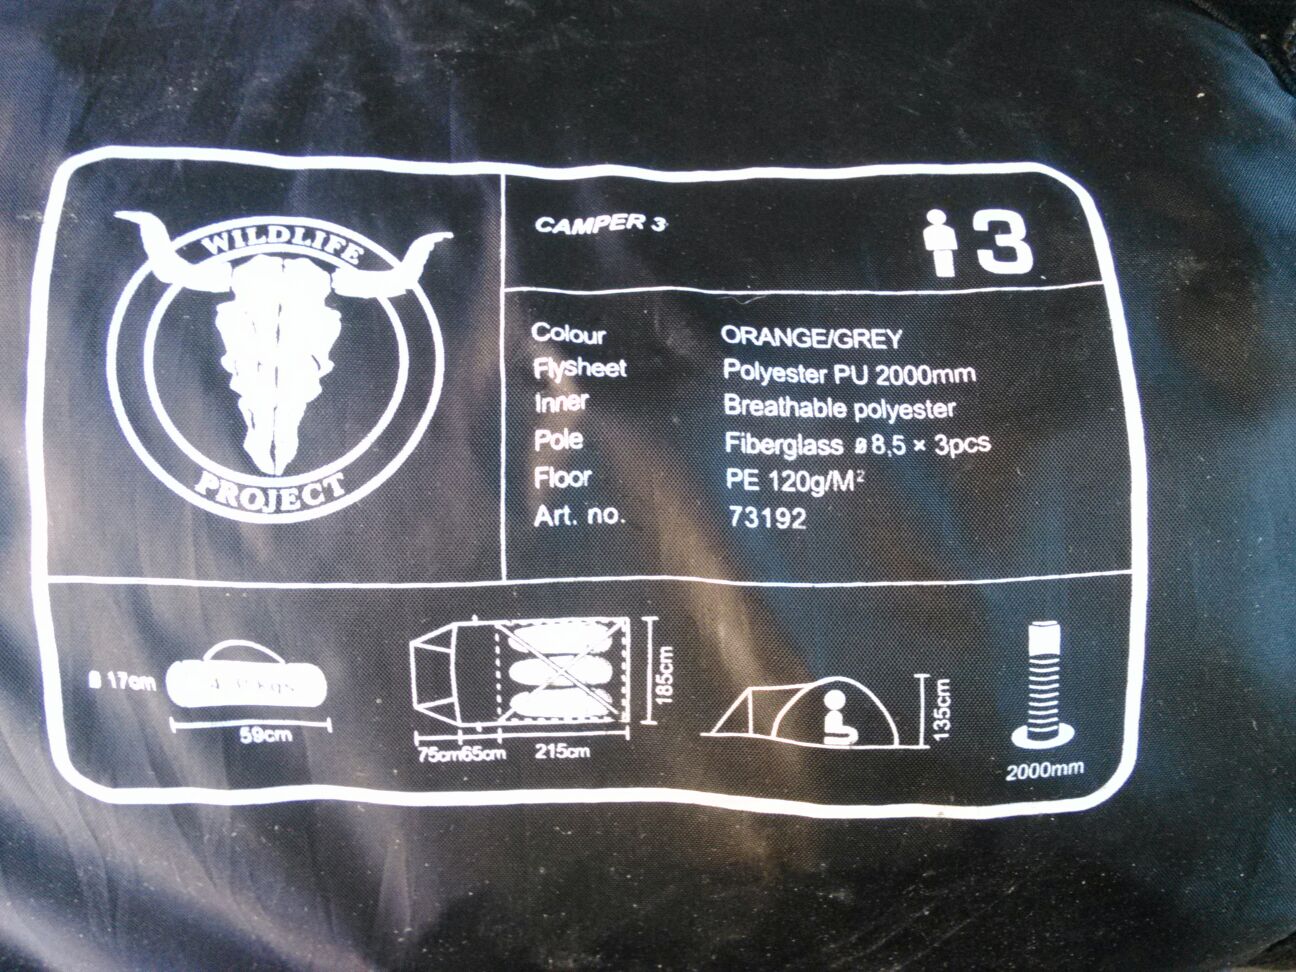 WILDLIFE
PROJECT
CAMPER 3
3
Colour ORANGE/GREY
Flysheet Polyester PU 2000mm
Inner Breathable polyester
Pole Fiberglass ø8,5 × 3pcs
Floor PE 120g/M²
Art. no. 73192
ø 17cm
59cm
75cm 65cm 215cm
185cm
135cm
2000mm